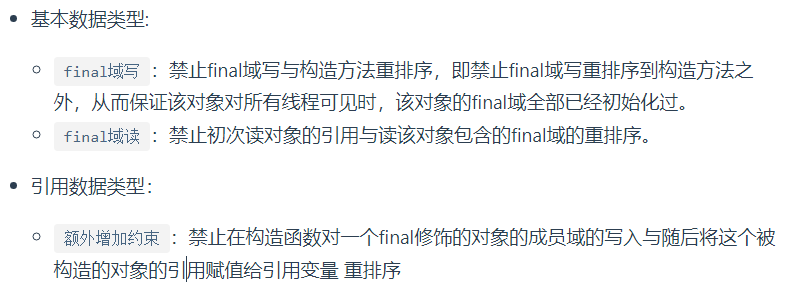 基本数据类型:
final域写：禁止final域写与构造方法重排序，即禁止final域写重排序到构造方法之
外，从而保证该对象对所有线程可见时，该对象的final域全部已经初始化过。
final域读：禁止初次读对象的引用与读该对象包含的final域的重排序。
引用数据类型：
额外增加约束：禁止在构造函数对一个final修饰的对象的成员域的写入与随后将这个被
构造的对象的引用赋值给引用变量 重排序